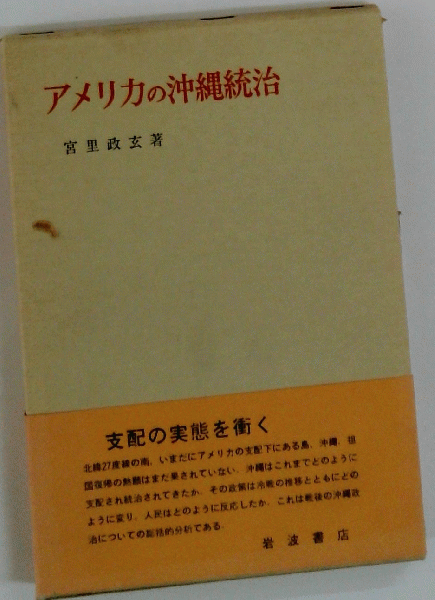 アメリカの沖縄統治
宮里政玄著
支配の実態を衝く
北緯27度線の南,いまだにアメリカの支配下にある島,沖縄.祖
国復帰の熱願はまだ果されていない.沖縄はこれまでどのように
支配され統治されてきたか.その政策は冷戦の推移とともにどの
ように変り,人民はどのように反応したか.これは戦後の沖縄政
治についての総括的分析である.
岩波書店